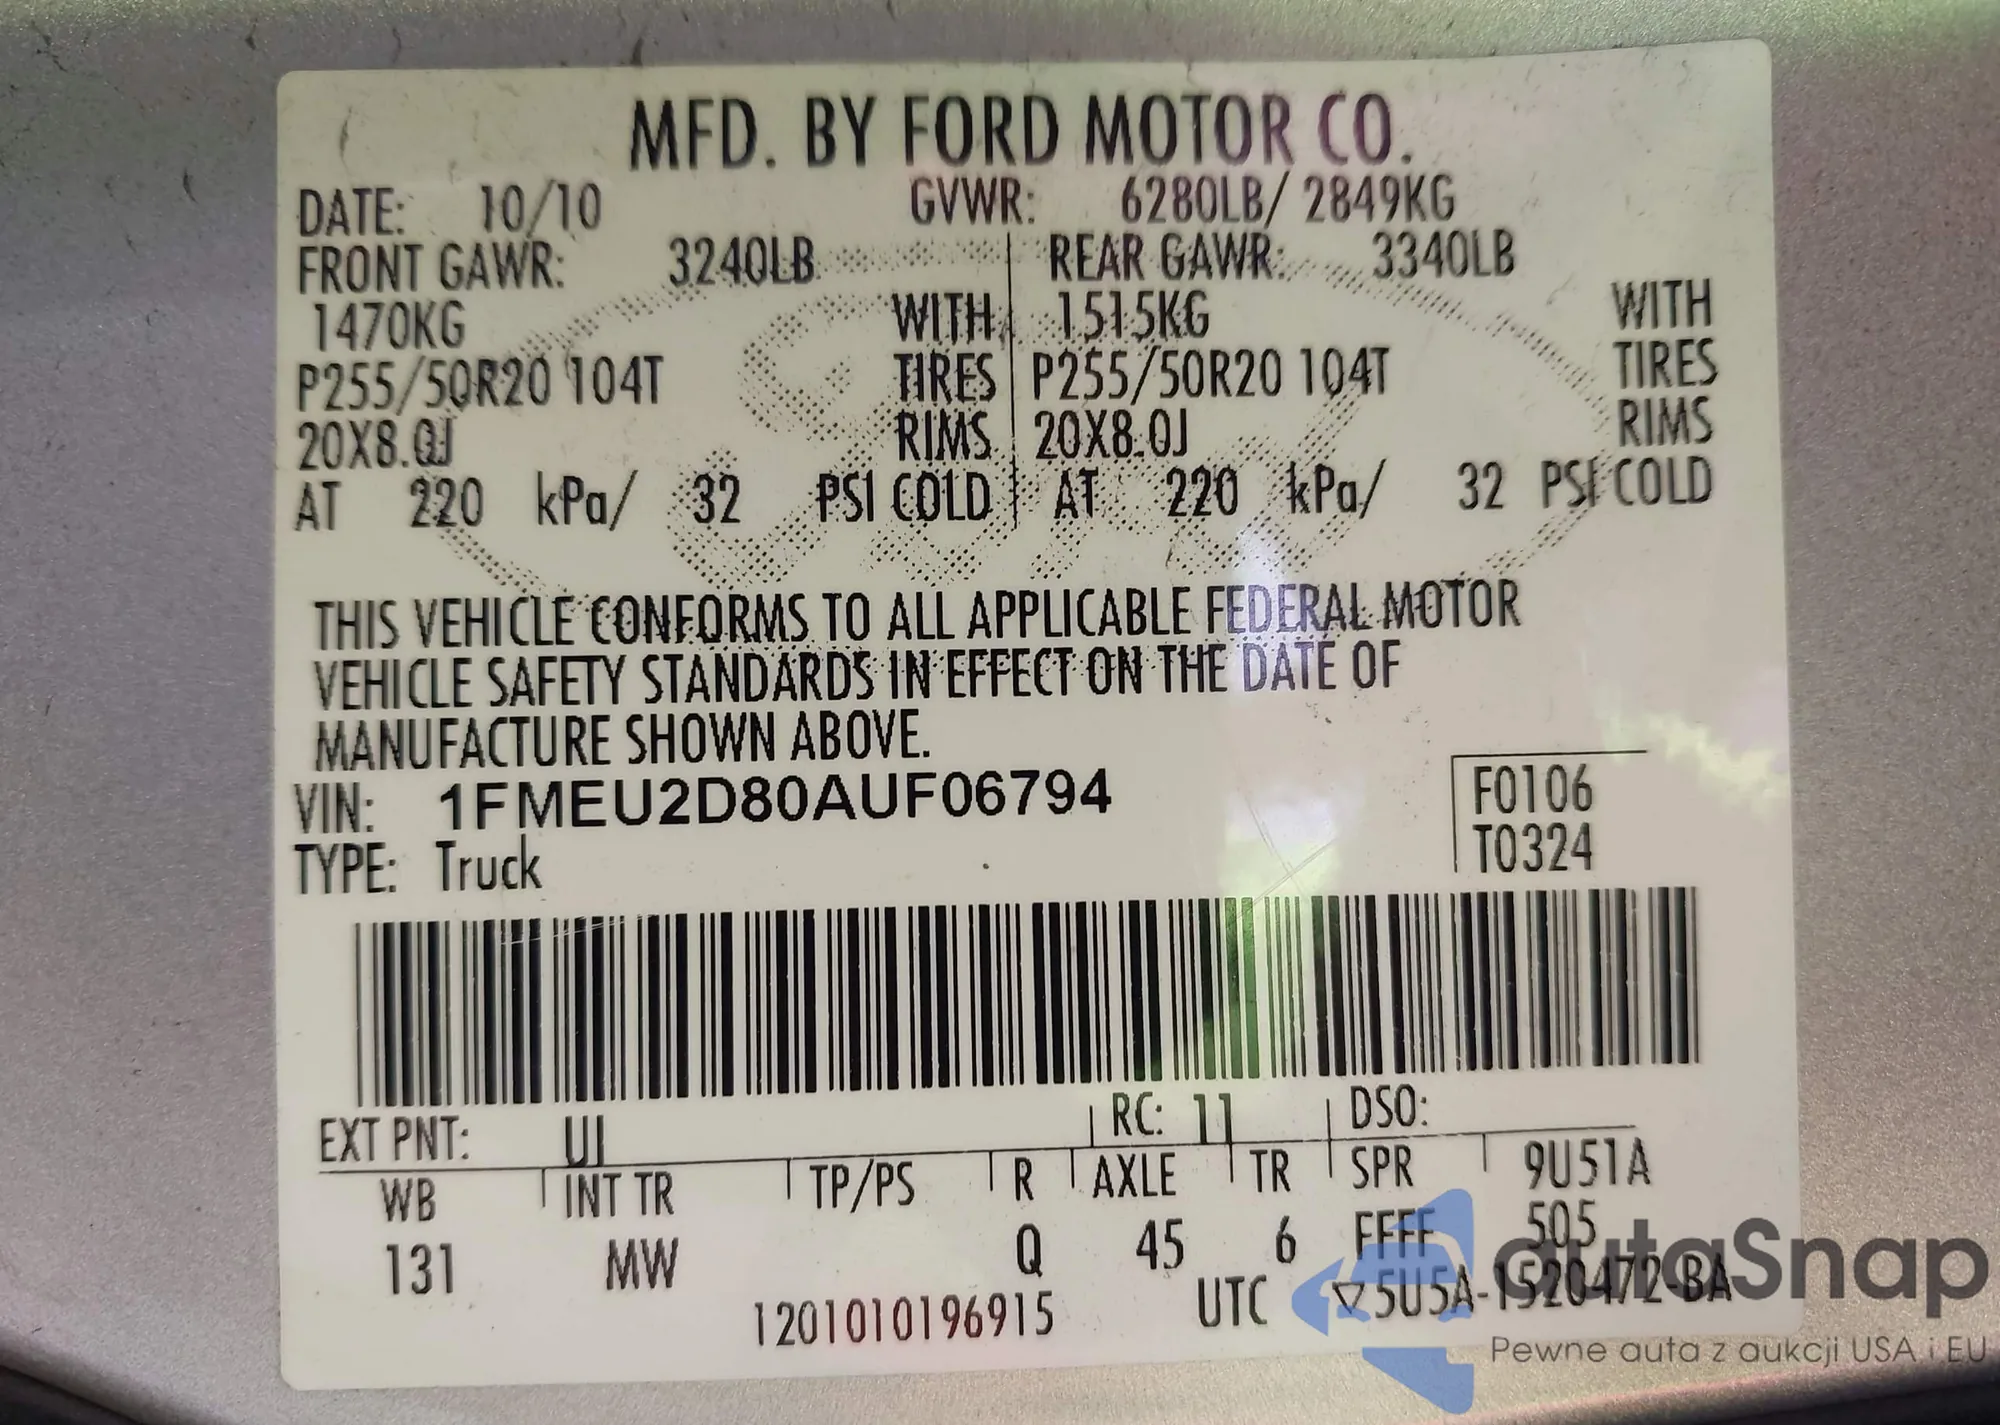 MFD. BY FORD MOTOR CO.
DATE: 10/10 GVWR: 6280LB/ 2849KG
FRONT GAWR: 3240LB REAR GAWR: 3340LB
1470KG WITH 1515KG WITH
P255/50R20 104T TIRES P255/50R20 104T TIRES
20X8.0J RIMS 20X8.0J RIMS
AT 220 kPa/ 32 PSI COLD AT 220 kPa/ 32 PSI COLD
THIS VEHICLE CONFORMS TO ALL APPLICABLE FEDERAL MOTOR
VEHICLE SAFETY STANDARDS IN EFFECT ON THE DATE OF
MANUFACTURE SHOWN ABOVE.
VIN: 1FMEU2D80AUF06794 F0106
TYPE: Truck T0324
EXT PNT: UI RC: 11 DSO:
WB INT TR TP/PS R AXLE TR SPR 9U51A
131 MW Q 45 6 FFFF 505
1201010196915 UTC ▽5U5A-1520472-BA
autaSnap
Pewne auta z aukcji USA i EU